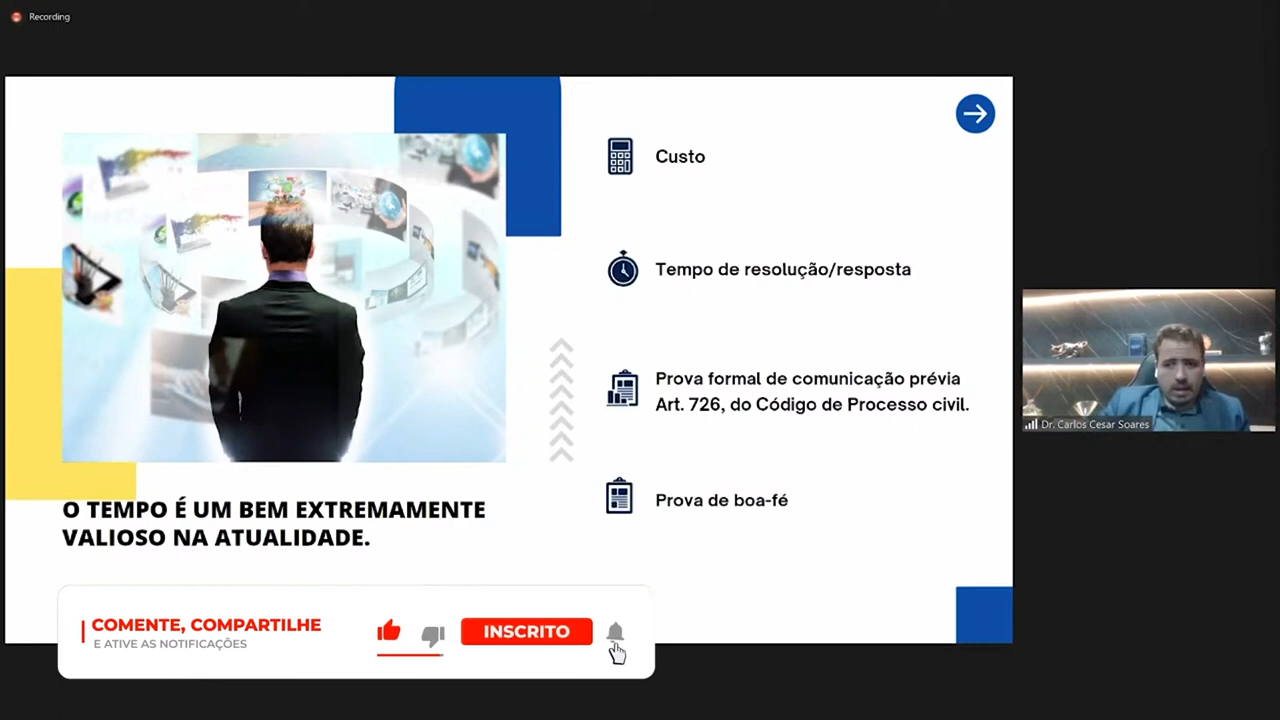 Recording
Custo
Tempo de resolução/resposta
Prova formal de comunicação prévia
Art. 726, do Código de Processo civil.
Prova de boa-fé
O TEMPO É UM BEM EXTREMAMENTE
VALIOSO NA ATUALIDADE.
Dr. Carlos Cesar Soares
COMENTE, COMPARTILHE
E ATIVE AS NOTIFICAÇÕES
INSCRITO